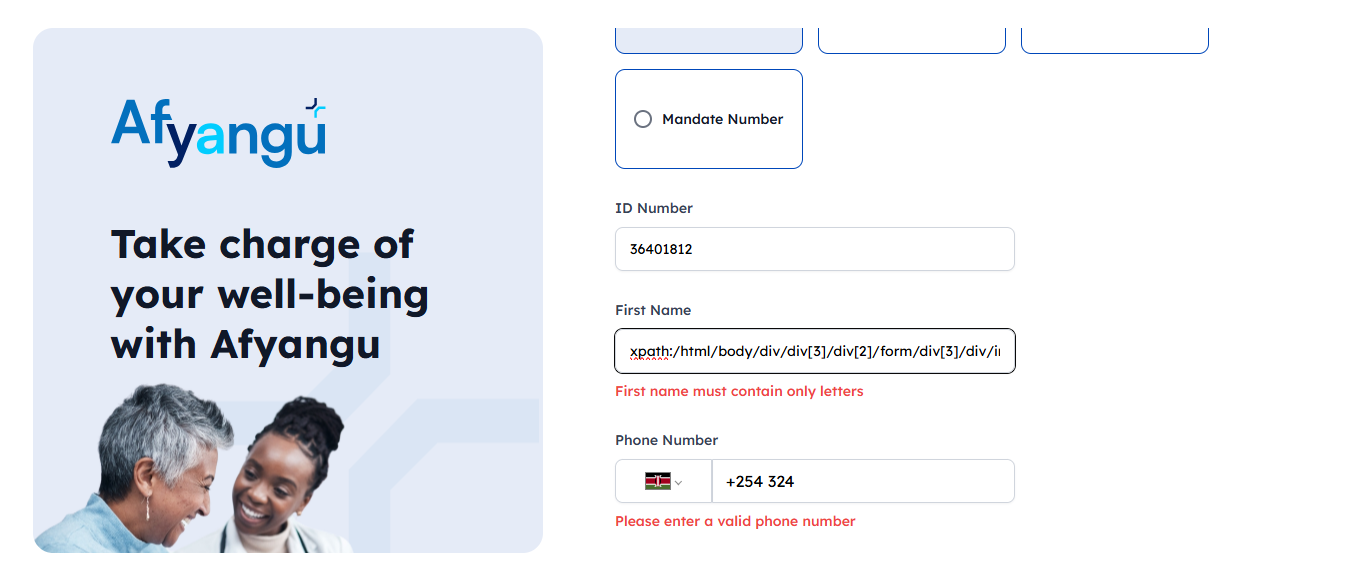 Afyangu
Take charge of
your well-being
with Afyangu
Mandate Number
ID Number
36401812
First Name
xpath:/html/body/div/div[3]/div[2]/form/div[3]/div/i
First name must contain only letters
Phone Number
+254 324
Please enter a valid phone number